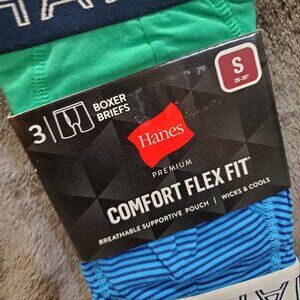 S
28-30"
3
BOXER
BRIEFS
Hanes
PREMIUM
COMFORT FLEX FIT®
BREATHABLE SUPPORTIVE POUCH | WICKS & COOLS